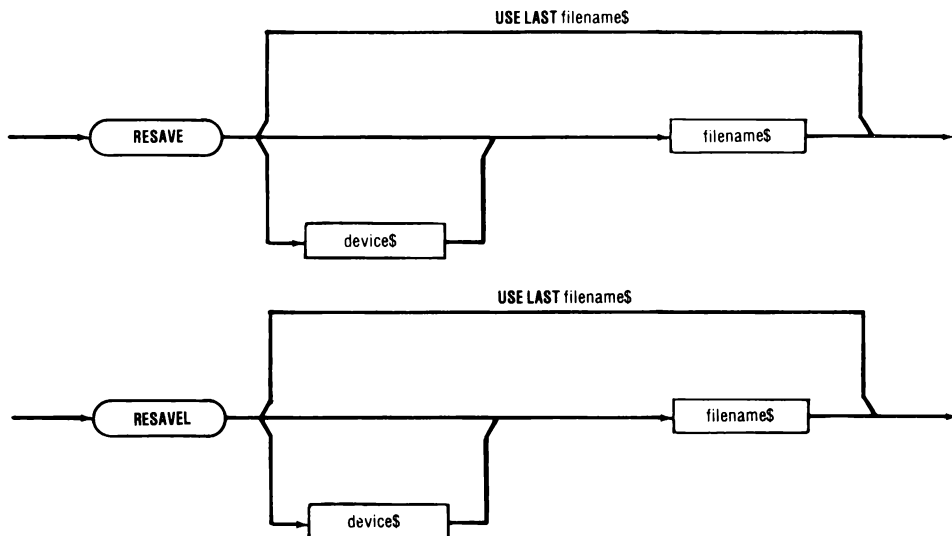 USE LAST filename$
RESAVE
filename$
device$
USE LAST filename$
RESAVEL
filename$
device$